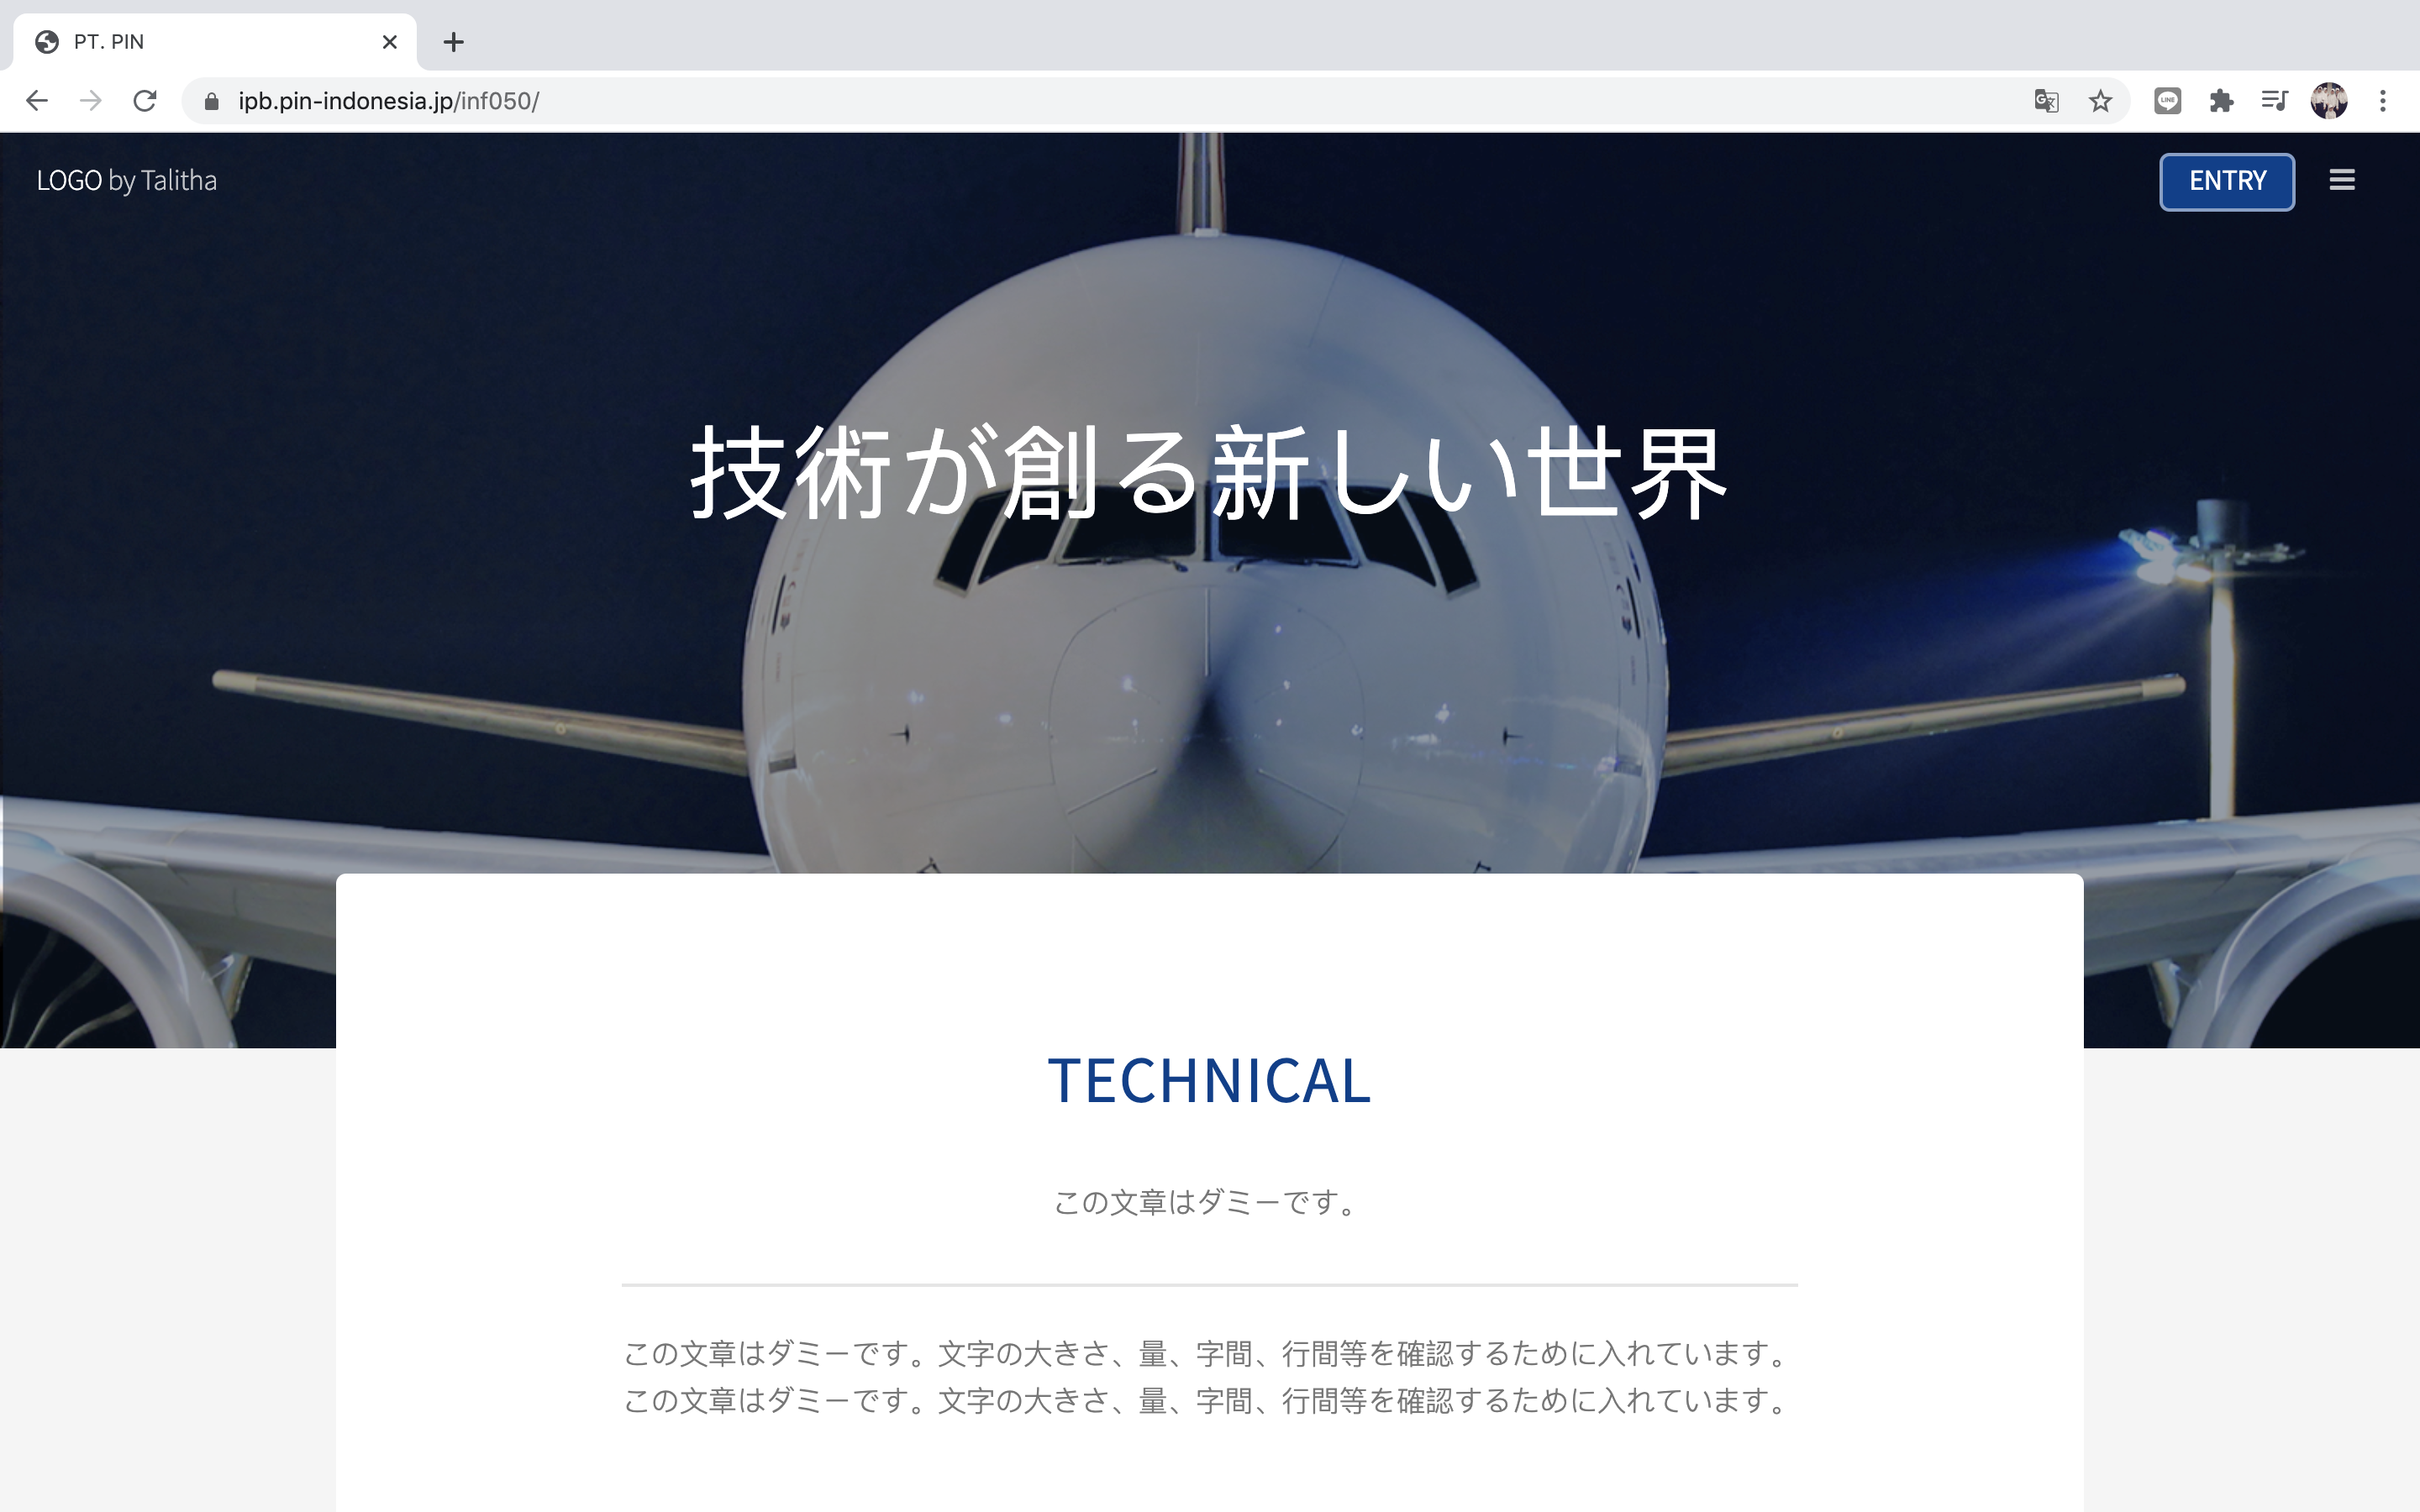 PT. PIN
ipb.pin-indonesia.jp/inf050/
LOGO by Talitha
ENTRY
技術が創る新しい世界
TECHNICAL
この文章はダミーです。
この文章はダミーです。文字の大きさ、量、字間、行間等を確認するために入れています。
この文章はダミーです。文字の大きさ、量、字間、行間等を確認するために入れています。